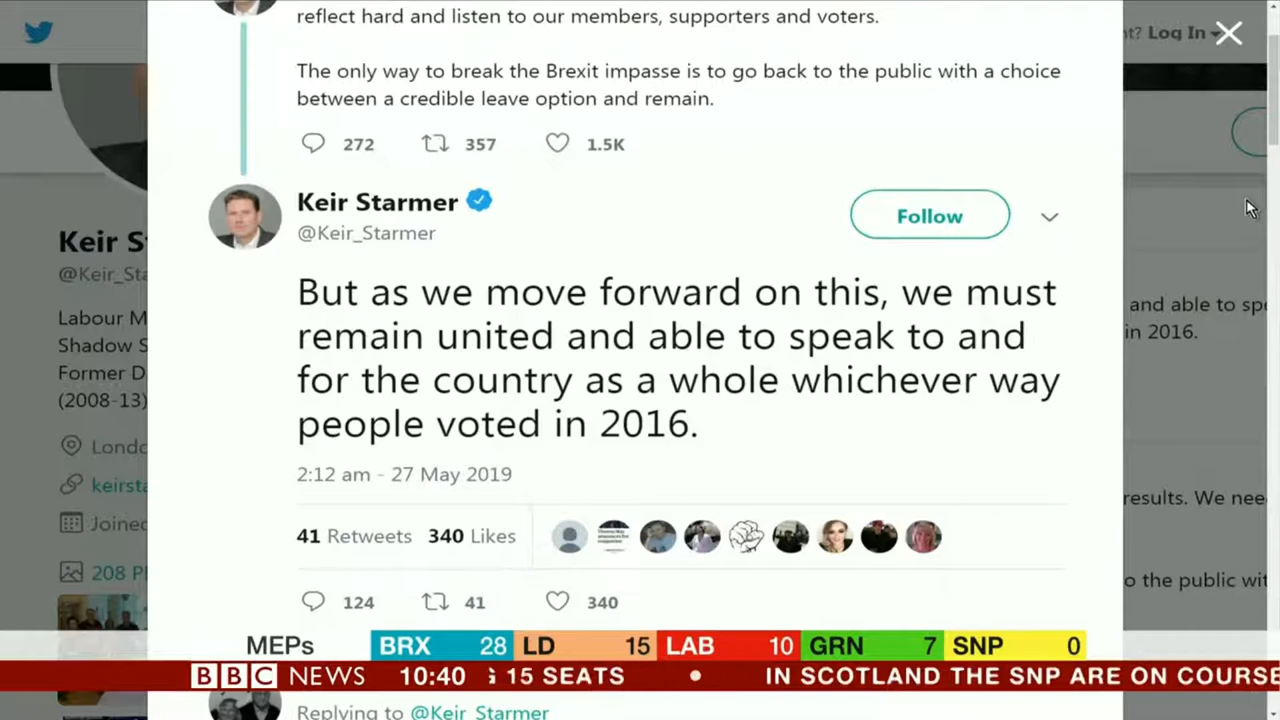 reflect hard and listen to our members, supporters and voters.
The only way to break the Brexit impasse is to go back to the public with a choice
between a credible leave option and remain.
272 357 1.5K
t? Log In
Keir Starmer
@Keir_Starmer
Follow
But as we move forward on this, we must
remain united and able to speak to and
for the country as a whole whichever way
people voted in 2016.
2:12 am - 27 May 2019
41 Retweets 340 Likes
124 41 340
Keir S
@Keir_Sta
Labour M
Shadow S
Former D
(2008-13)
Londo
keirsta
Joined
208 P
and able to spe
in 2016.
results. We nee
o the public wit
MEPs BRX 28 LD 15 LAB 10 GRN 7 SNP 0
BBC NEWS 10:40 15 SEATS • IN SCOTLAND THE SNP ARE ON COURSE
Replying to @Keir_Starmer